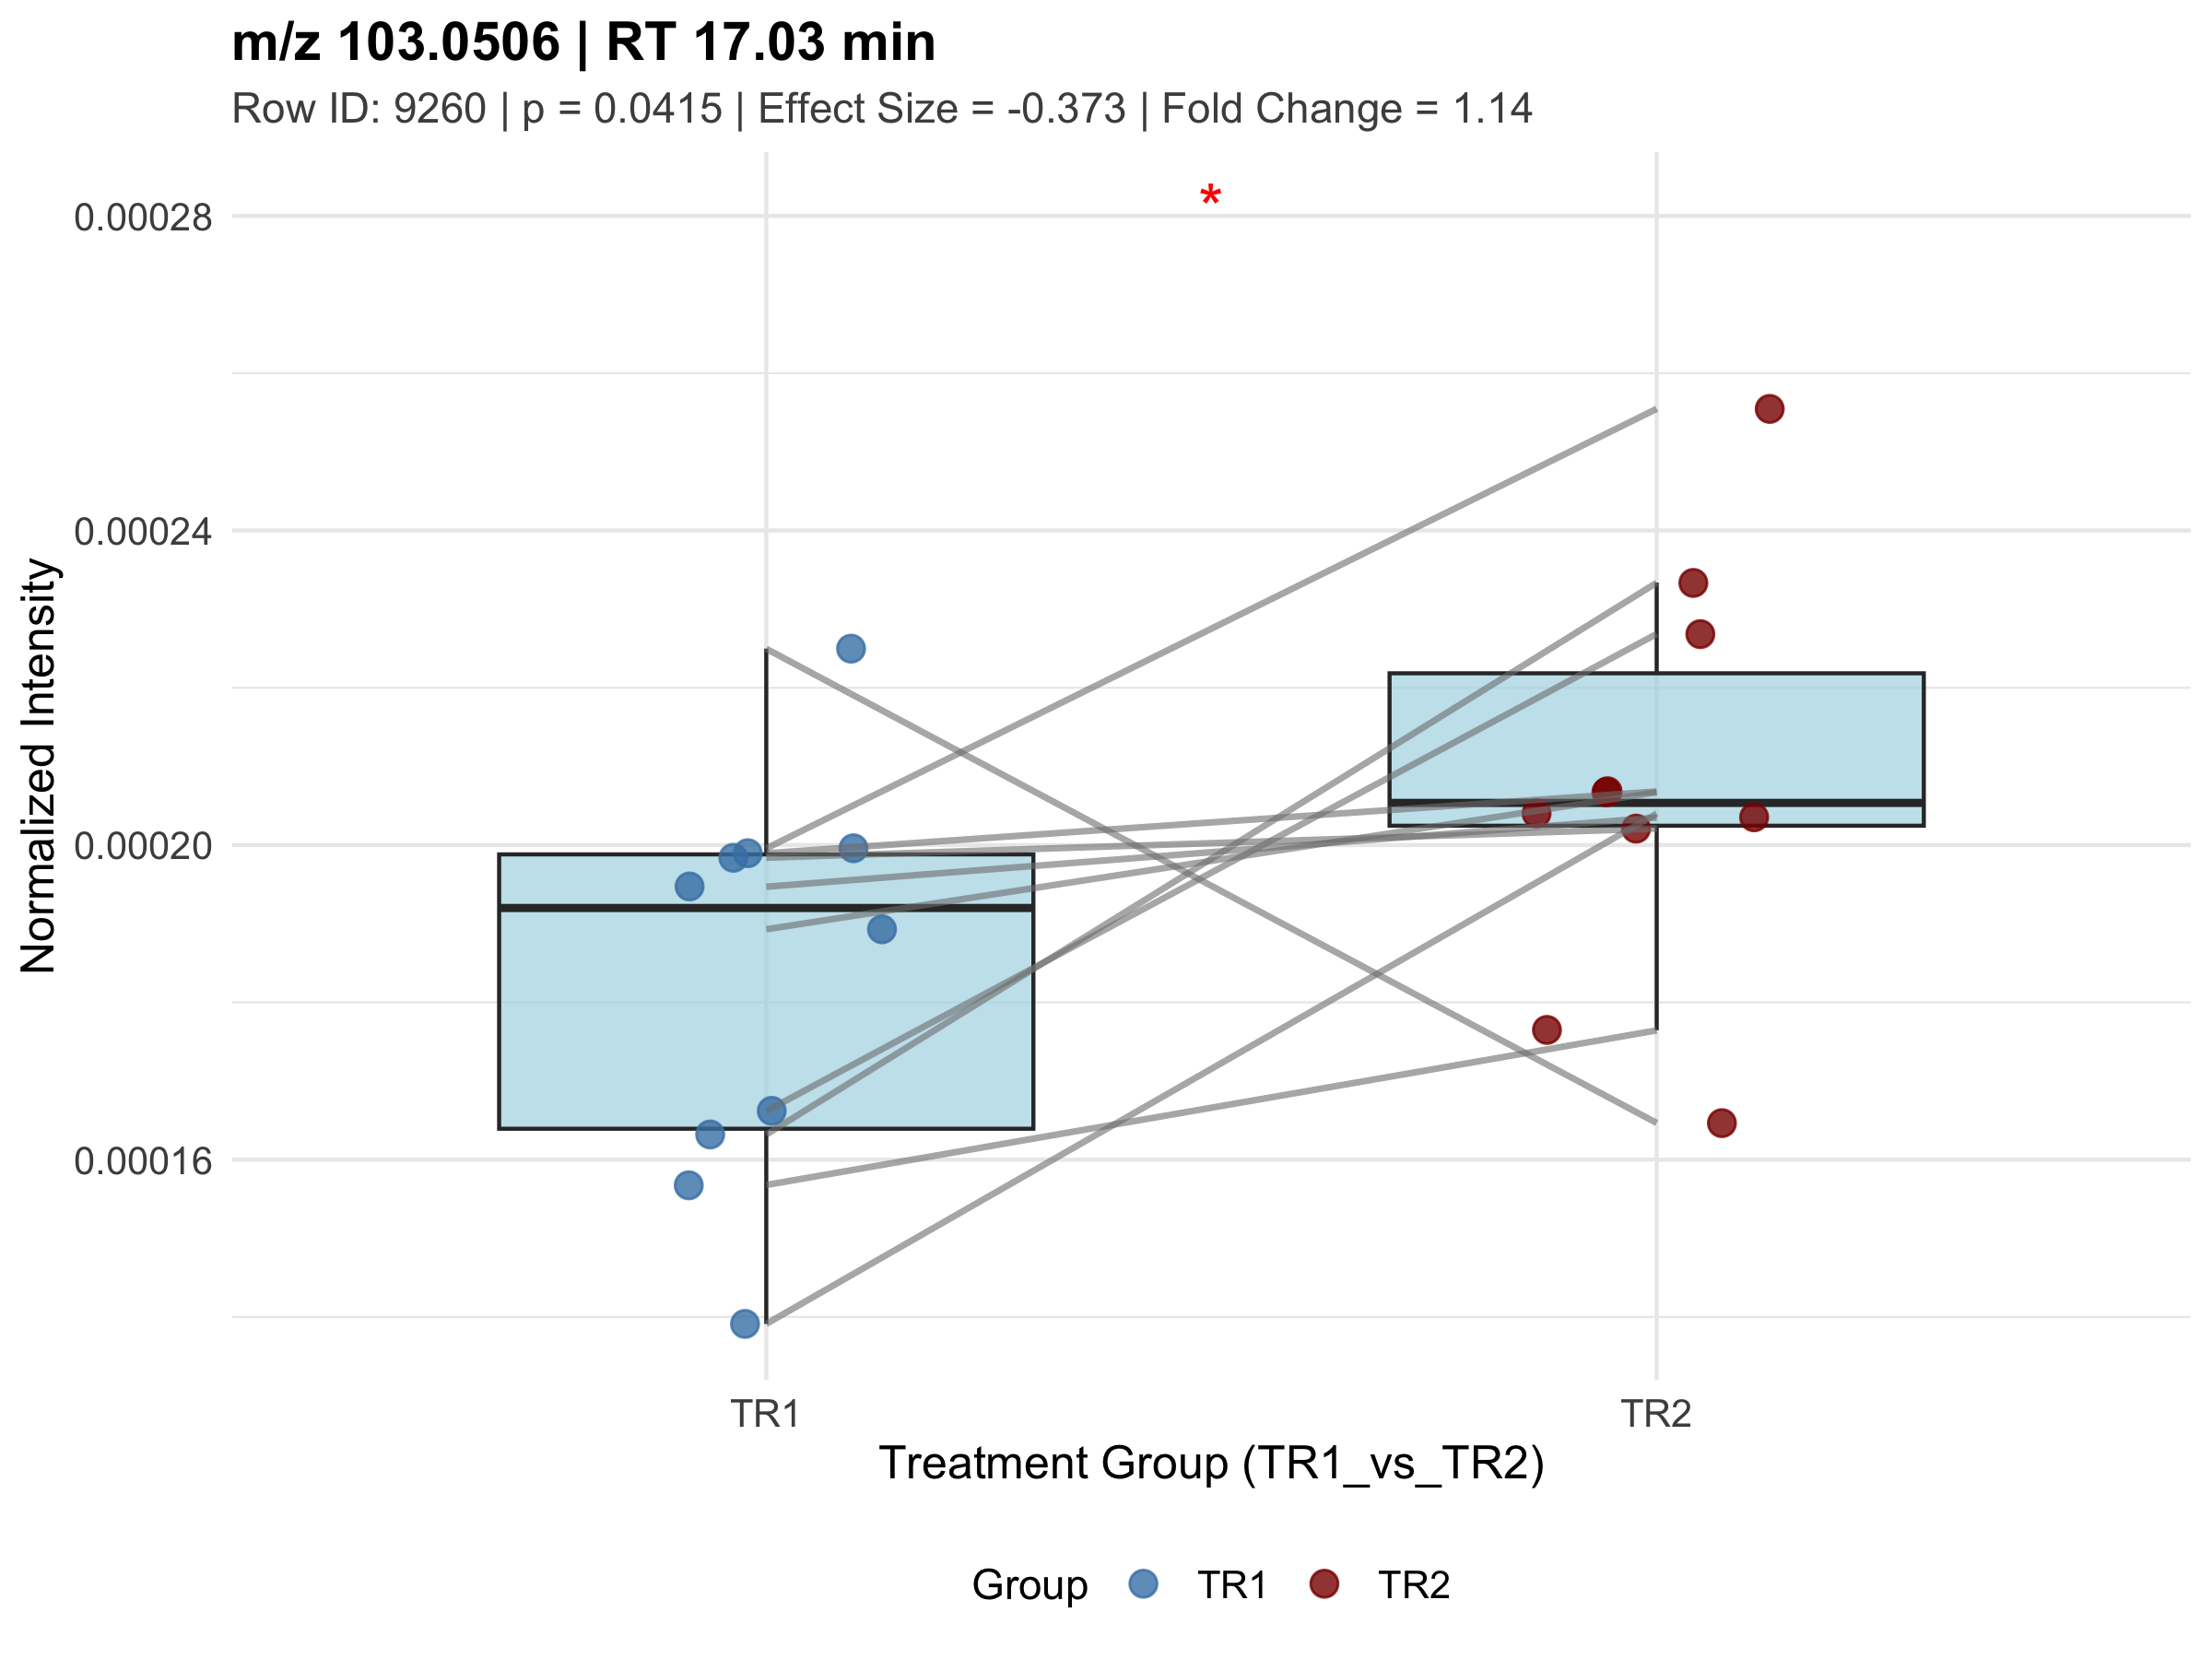 m/z 103.0506 | RT 17.03 min
Row ID: 9260 | p = 0.0415 | Effect Size = -0.373 | Fold Change = 1.14
*
0.00028
0.00024
0.00020
0.00016
Normalized Intensity
TR1
TR2
Treatment Group (TR1_vs_TR2)
Group TR1 TR2